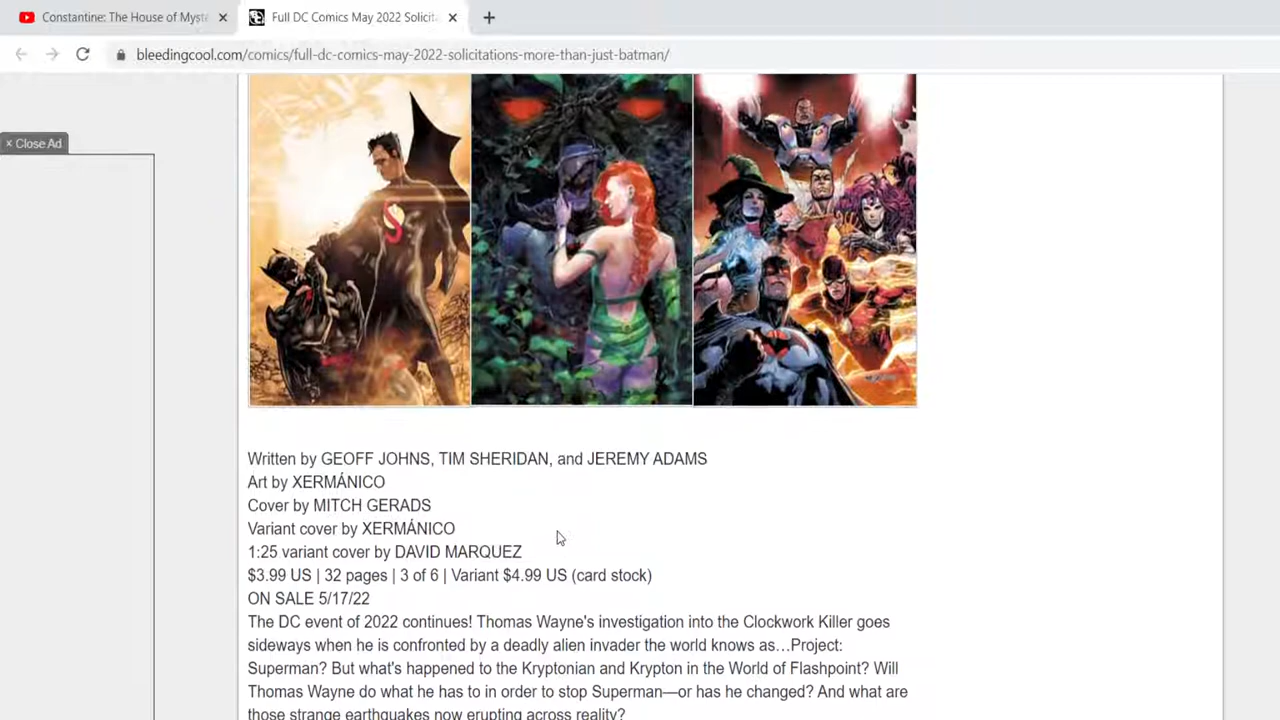 Constantine: The House of Myste
Full DC Comics May 2022 Solicita
bleedingcool.com/comics/full-dc-comics-may-2022-solicitations-more-than-just-batman/
× Close Ad
S
Written by GEOFF JOHNS, TIM SHERIDAN, and JEREMY ADAMS
Art by XERMÁNICO
Cover by MITCH GERADS
Variant cover by XERMÁNICO
1:25 variant cover by DAVID MARQUEZ
$3.99 US | 32 pages | 3 of 6 | Variant $4.99 US (card stock)
ON SALE 5/17/22
The DC event of 2022 continues! Thomas Wayne's investigation into the Clockwork Killer goes
sideways when he is confronted by a deadly alien invader the world knows as…Project:
Superman? But what's happened to the Kryptonian and Krypton in the World of Flashpoint? Will
Thomas Wayne do what he has to in order to stop Superman—or has he changed? And what are
those strange earthquakes now erupting across reality?